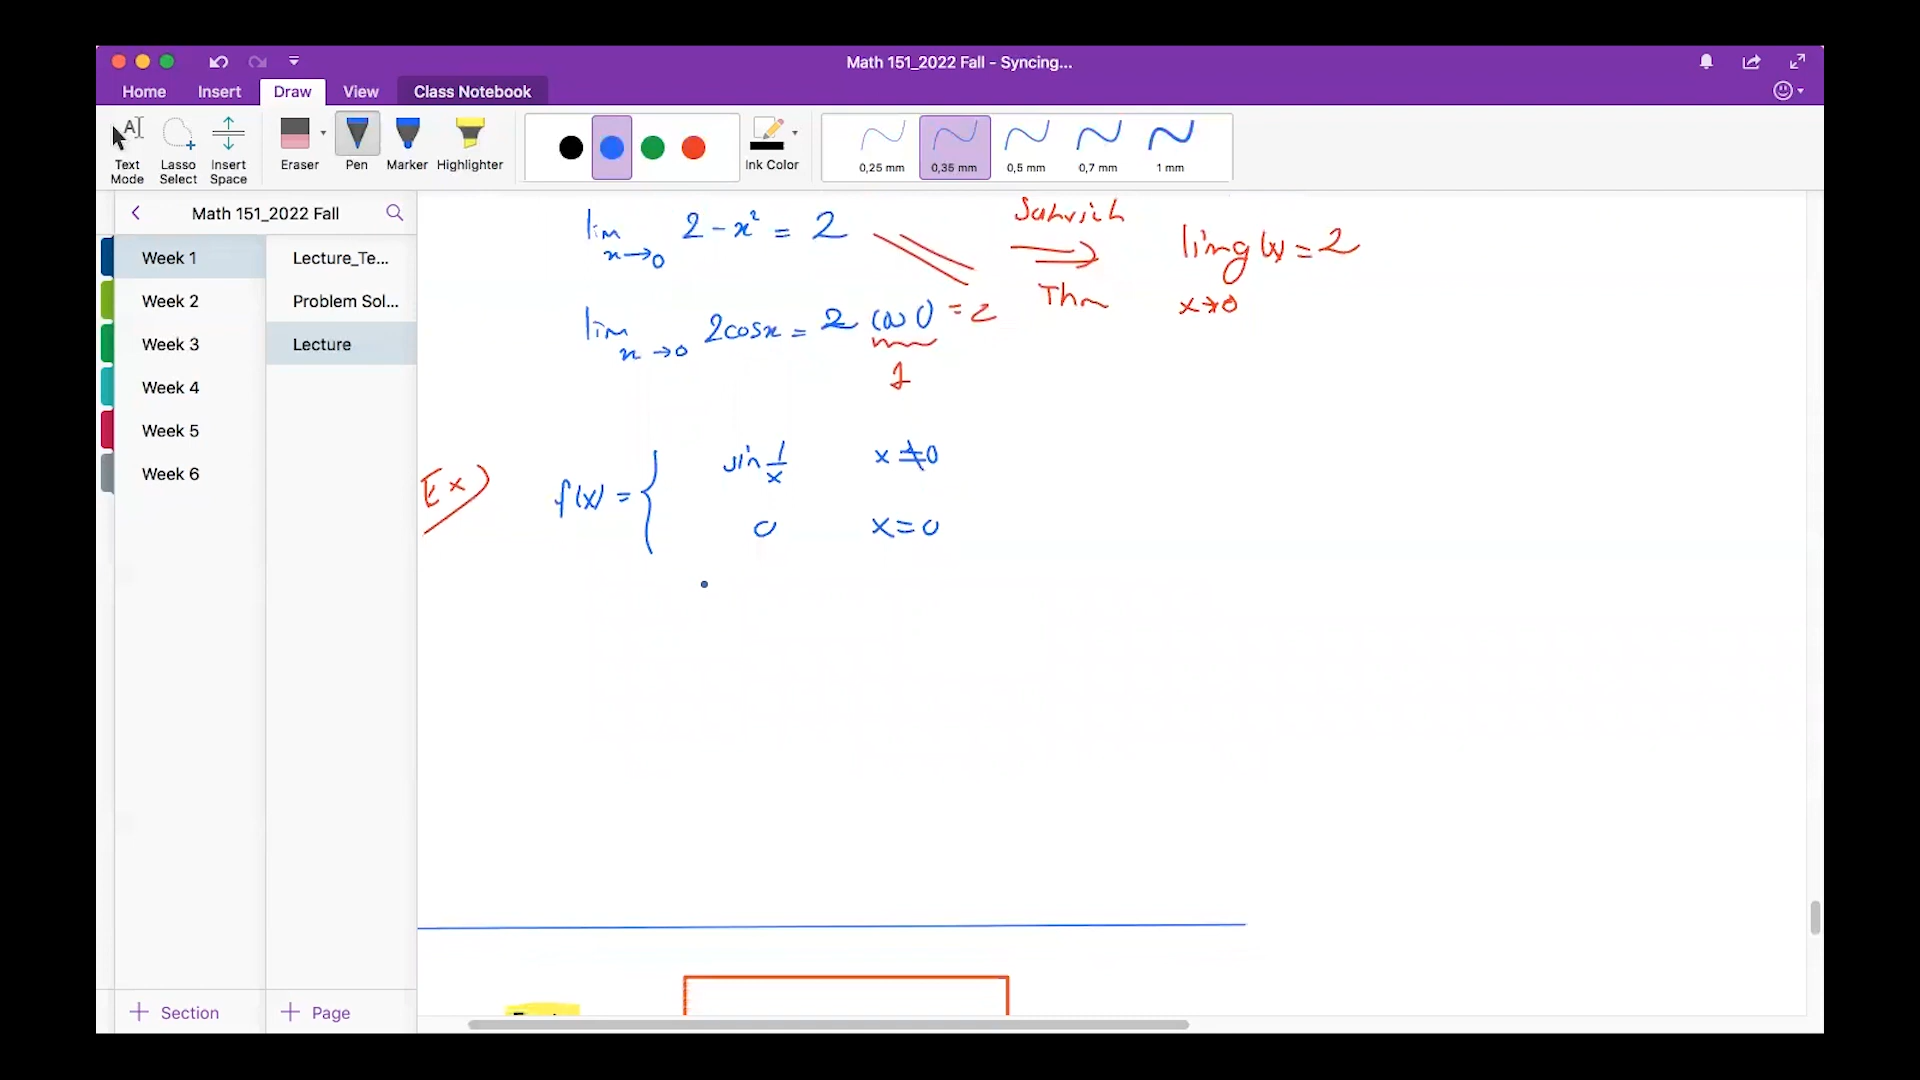 Math 151_2022 Fall – Syncing...
Home Insert Draw View Class Notebook
Text Mode
Lasso Select
Insert Space
Eraser
Pen
Marker
Highlighter
Ink Color
0,25 mm 0,35 mm 0,5 mm 0,7 mm 1 mm
Math 151_2022 Fall
Week 1
Week 2
Week 3
Week 4
Week 5
Week 6
Lecture_Te...
Problem Sol...
Lecture
lim x→0 2-x² = 2
lim x→0 2cosx = 2 cos0 = 2
1
Thm
lim g(x) = 2
x→0
Ex)
f(x) = { sin 1/x x≠0
0 x=0
+ Section
+ Page